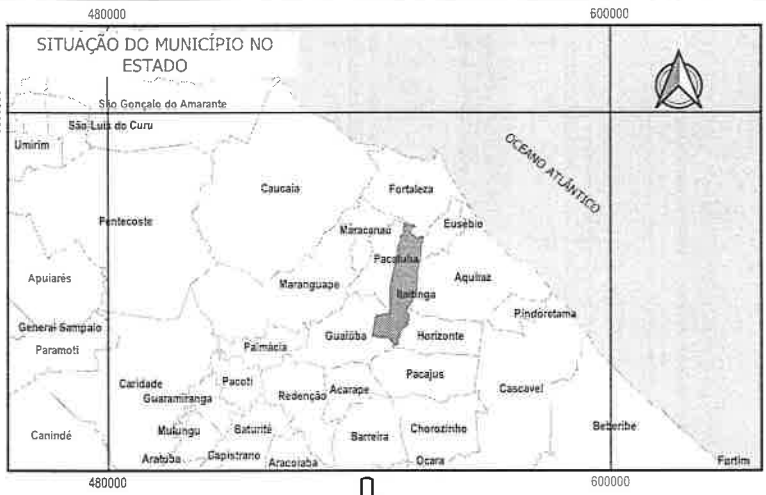 480000
600000
SITUAÇÃO DO MUNICÍPIO NO
ESTADO
São Gonçalo do Amarante
São Luís do Curu
Umirim
OCEANO ATLÂNTICO
Caucaia
Fortaleza
Pentecoste
Maracanaú
Eusébio
Pacatuba
Apuiarés
Maranguape
Aquiraz
Itaitinga
Pindoretama
General Sampaio
Guaiúba
Horizonte
Paramoti
Palmácia
Caridade
Pacoti
Pacajus
Guaramiranga
Redenção
Acarape
Cascavel
Canindé
Mulungu
Baturité
Barreira
Chorozinho
Beberibe
Aratuba
Capistrano
Aracoiaba
Ocara
Fortim
480000
600000